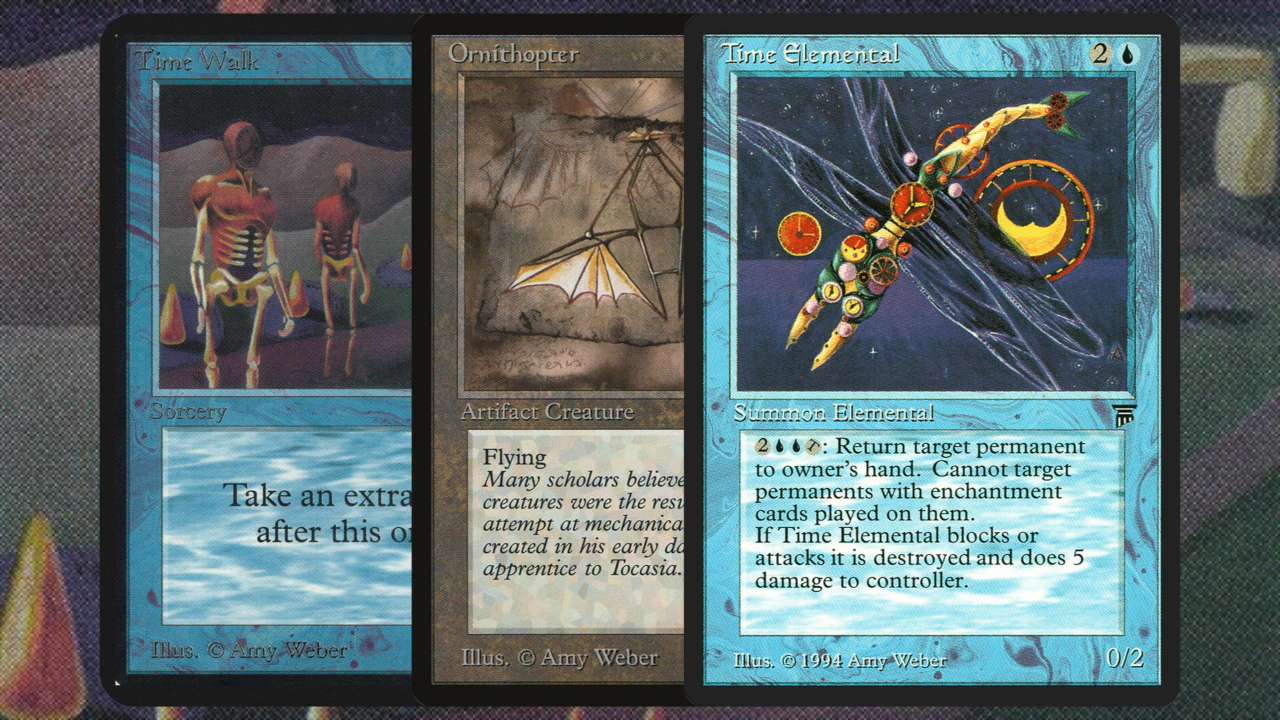 Time Walk
Sorcery
Take an extra
after this
Illus. © Amy Weber
Ornithopter
Artifact Creature
Flying
Many scholars believe
creatures were the
attempt at
created in his early
apprentice to Tocasia.
Illus. © Amy Weber
Time Elemental
2
Summon Elemental
2 : Return target permanent
to owner's hand. Cannot target
permanents with enchantment
cards played on them.
If Time Elemental blocks or
attacks it is destroyed and does 5
damage to controller.
Illus. © 1994 Amy Weber
0/2